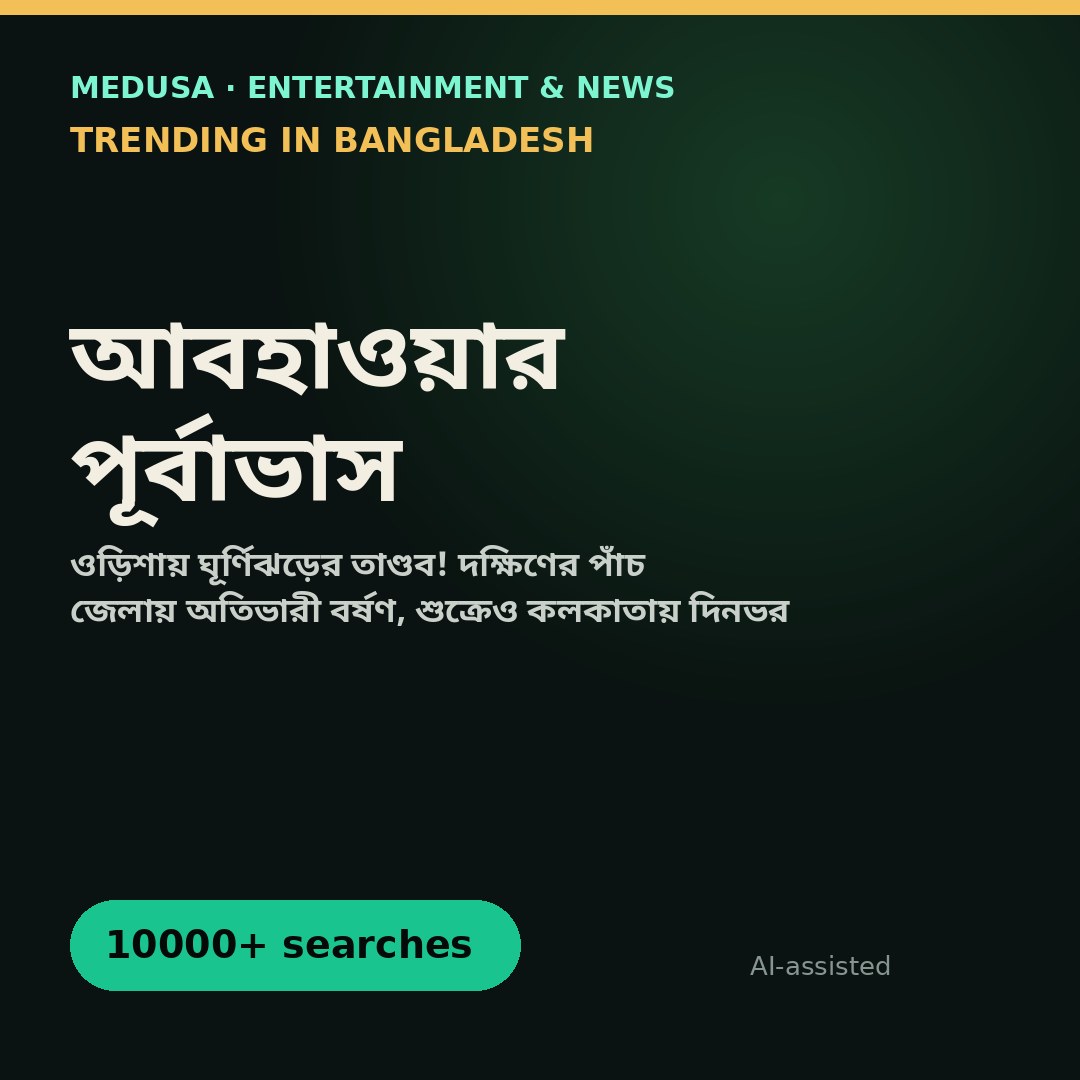 MEDUSA · ENTERTAINMENT & NEWS
TRENDING IN BANGLADESH
আবহাওয়ার
পূর্বাভাস
ওড়িশায় ঘূর্ণিঝড়ের তাণ্ডব! দক্ষিণের পাঁচ
জেলায় অতিভারী বর্ষণ, শুক্রেও কলকাতায় দিনভর
10000+ searches
AI-assisted